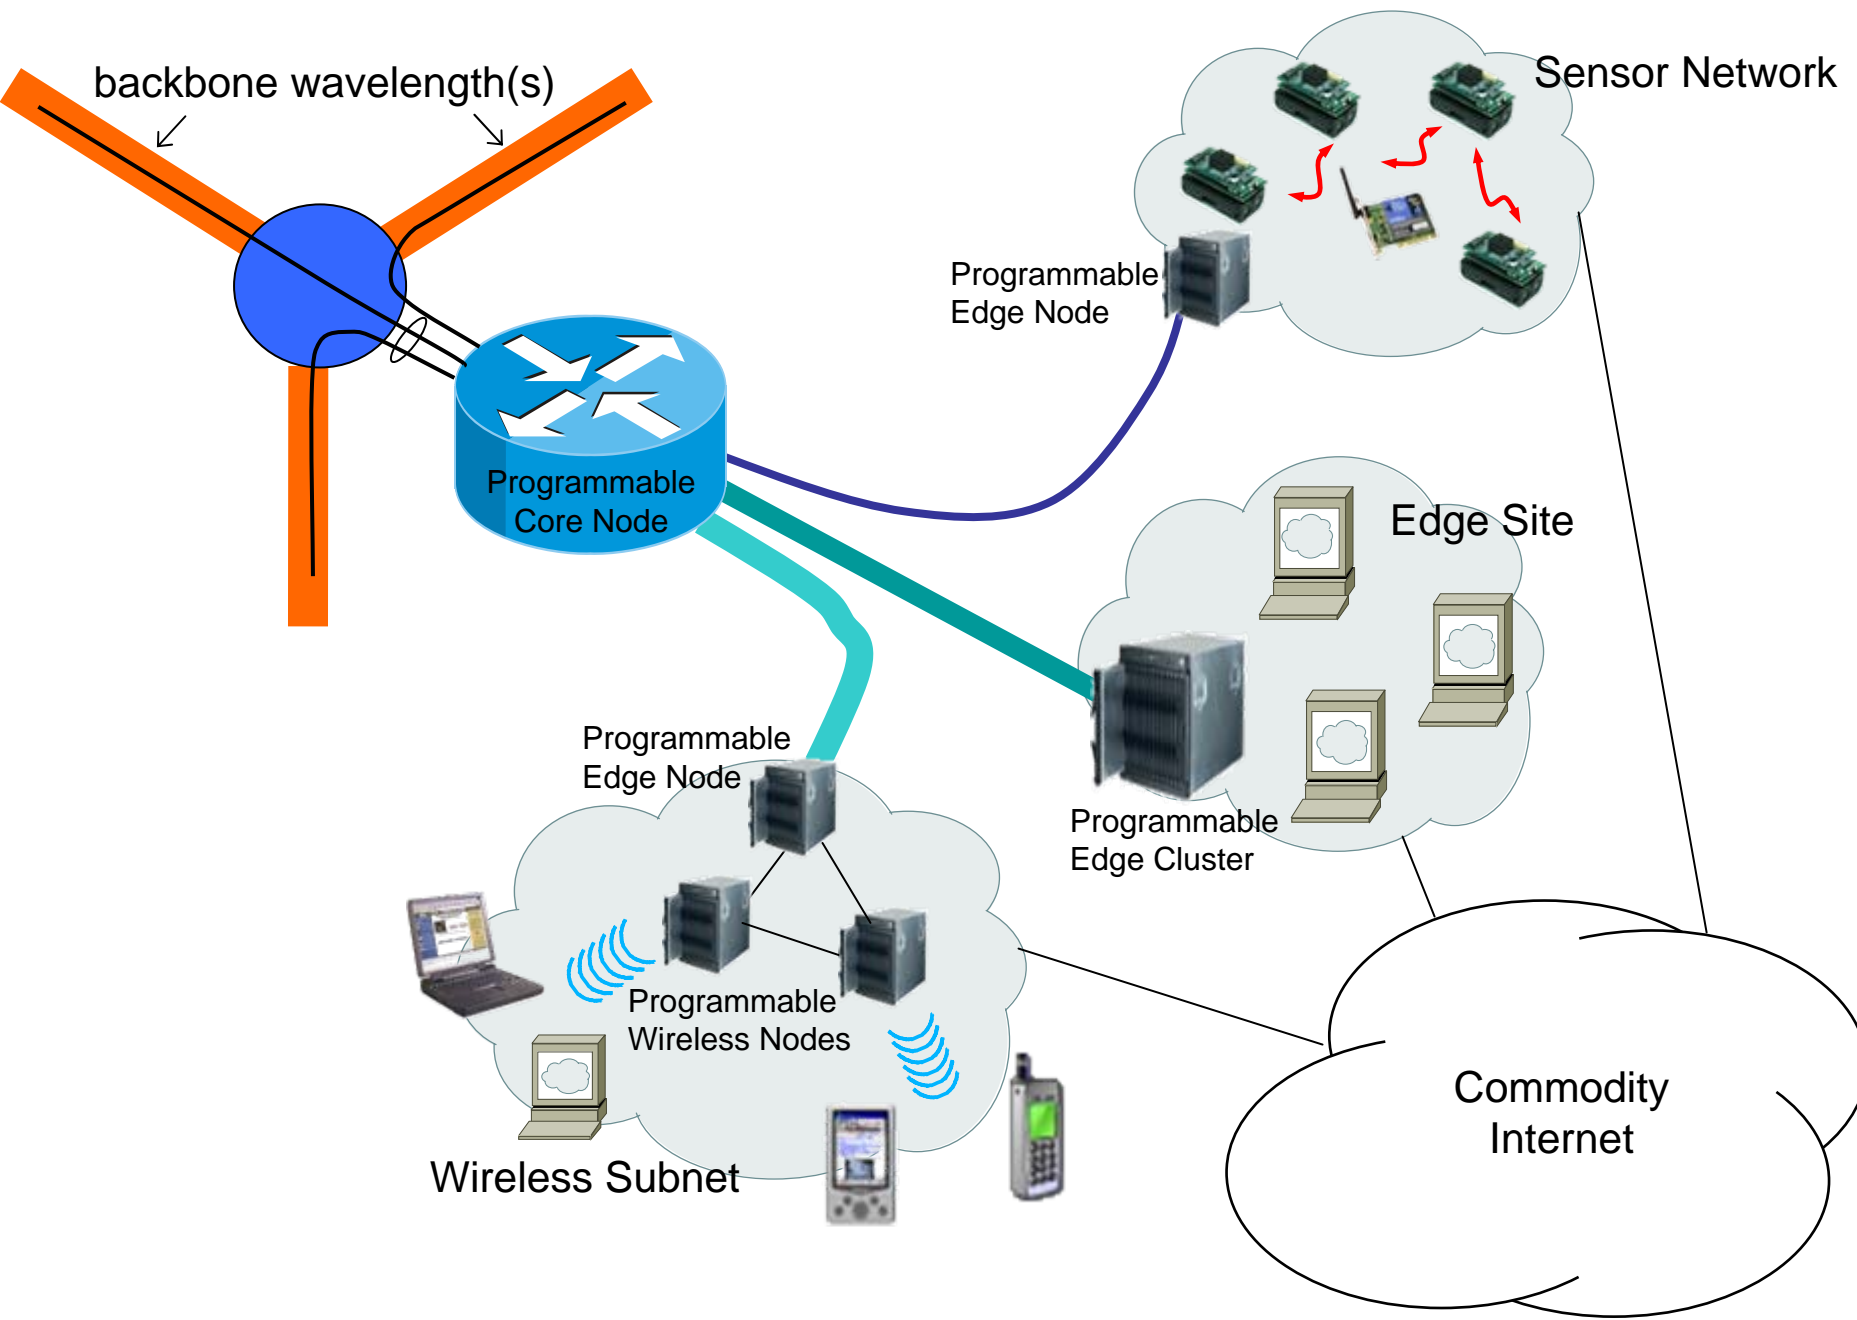 backbone wavelength(s)
Sensor Network
Programmable
Edge Node
Programmable
Core Node
Edge Site
Programmable
Edge Node
Programmable
Edge Cluster
Programmable
Wireless Nodes
Wireless Subnet
Commodity
Internet